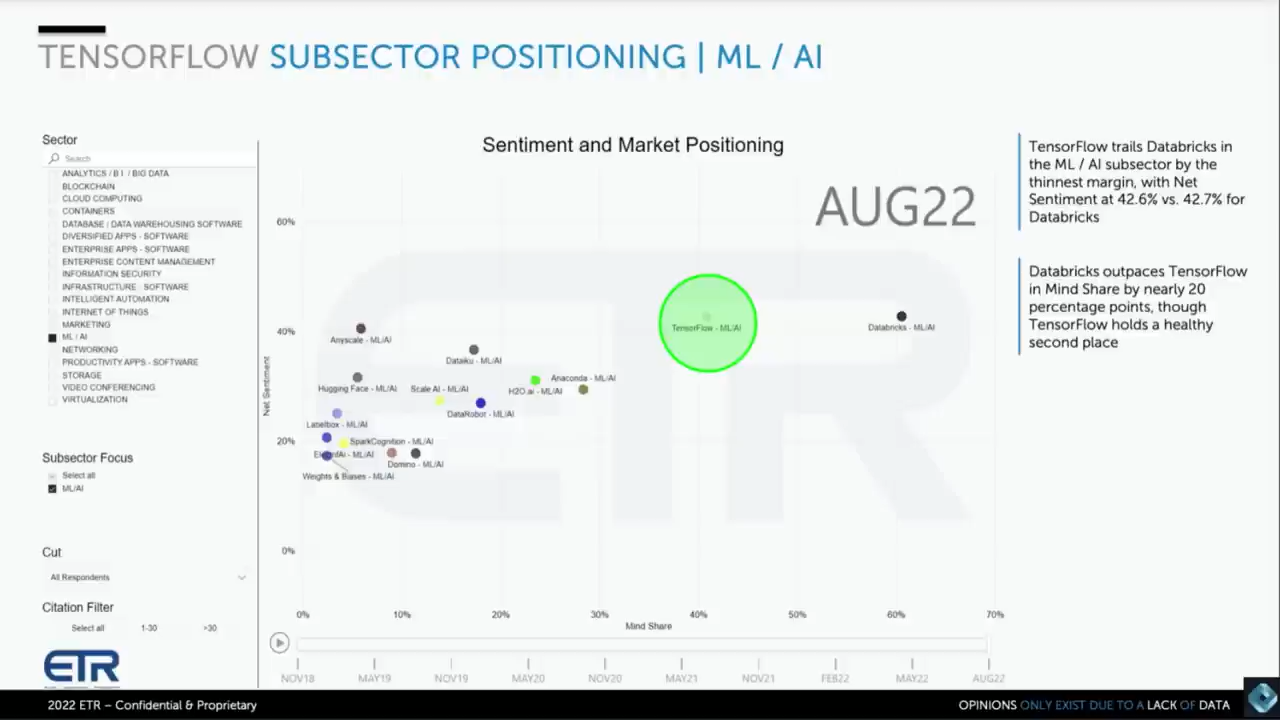 TENSORFLOW SUBSECTOR POSITIONING | ML / AI
Sector
Search
ANALYTICS / B I / BIG DATA
BLOCKCHAIN
CLOUD COMPUTING
CONTAINERS
DATABASE | DATA WAREHOUSING SOFTWARE
DIVERSIFIED APPS - SOFTWARE
ENTERPRISE APPS - SOFTWARE
ENTERPRISE CONTENT MANAGEMENT
INFORMATION SECURITY
INFRASTRUCTURE - SOFTWARE
INTELLIGENT AUTOMATION
INTERNET OF THINGS
MARKETING
ML / AI
NETWORKING
PRODUCTIVITY APPS - SOFTWARE
STORAGE
VIDEO CONFERENCING
VIRTUALIZATION
Subsector Focus
Select all
ML/AI
Cut
All Respondents
Citation Filter
Select all 1-30 >30
ETR
Sentiment and Market Positioning
AUG22
ETR
Net Sentiment
60%
40%
20%
0%
TensorFlow - ML/AI
Databricks - ML/AI
Anyscale - ML/AI
Dataiku - ML/AI
Hugging Face - ML/AI
Scale AI - ML/AI
H2O.ai - ML/AI
Anaconda - ML/AI
DataRobot - ML/AI
Labelbox - ML/AI
SparkCognition - ML/AI
- ML/AI
Domino - ML/AI
Weights & Biases - ML/AI
0% 10% 20% 30% 40% 50% 60% 70%
Mind Share
NOV18 MAY19 NOV19 MAY20 NOV20 MAY21 NOV21 FEB22 MAY22 AUG22
TensorFlow trails Databricks in
the ML / AI subsector by the
thinnest margin, with Net
Sentiment at 42.6% vs. 42.7% for
Databricks
Databricks outpaces TensorFlow
in Mind Share by nearly 20
percentage points, though
TensorFlow holds a healthy
second place
2022 ETR – Confidential & Proprietary
OPINIONS ONLY EXIST DUE TO A LACK OF DATA